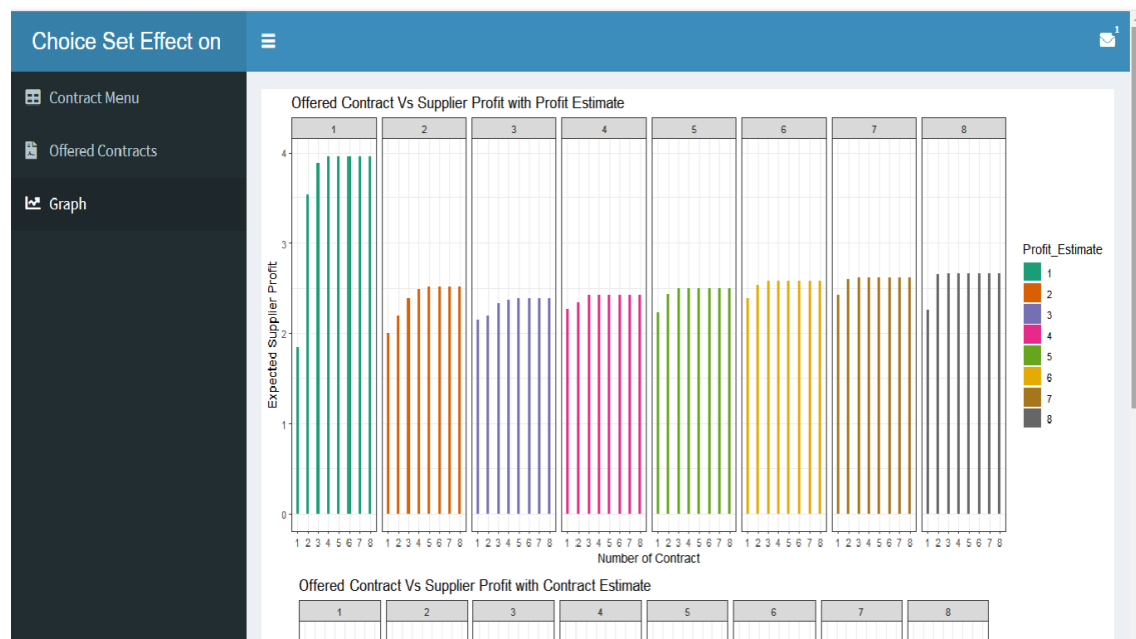 Choice Set Effect on
1
Contract Menu
Offered Contracts
Graph
Offered Contract Vs Supplier Profit with Profit Estimate
1 2 3 4 5 6 7 8
4
3
2
1
0
Expected Supplier Profit
1 2 3 4 5 6 7 8 1 2 3 4 5 6 7 8 1 2 3 4 5 6 7 8 1 2 3 4 5 6 7 8 1 2 3 4 5 6 7 8 1 2 3 4 5 6 7 8 1 2 3 4 5 6 7 8 1 2 3 4 5 6 7 8
Number of Contract
Profit_Estimate
1
2
3
4
5
6
7
8
Offered Contract Vs Supplier Profit with Contract Estimate
1 2 3 4 5 6 7 8